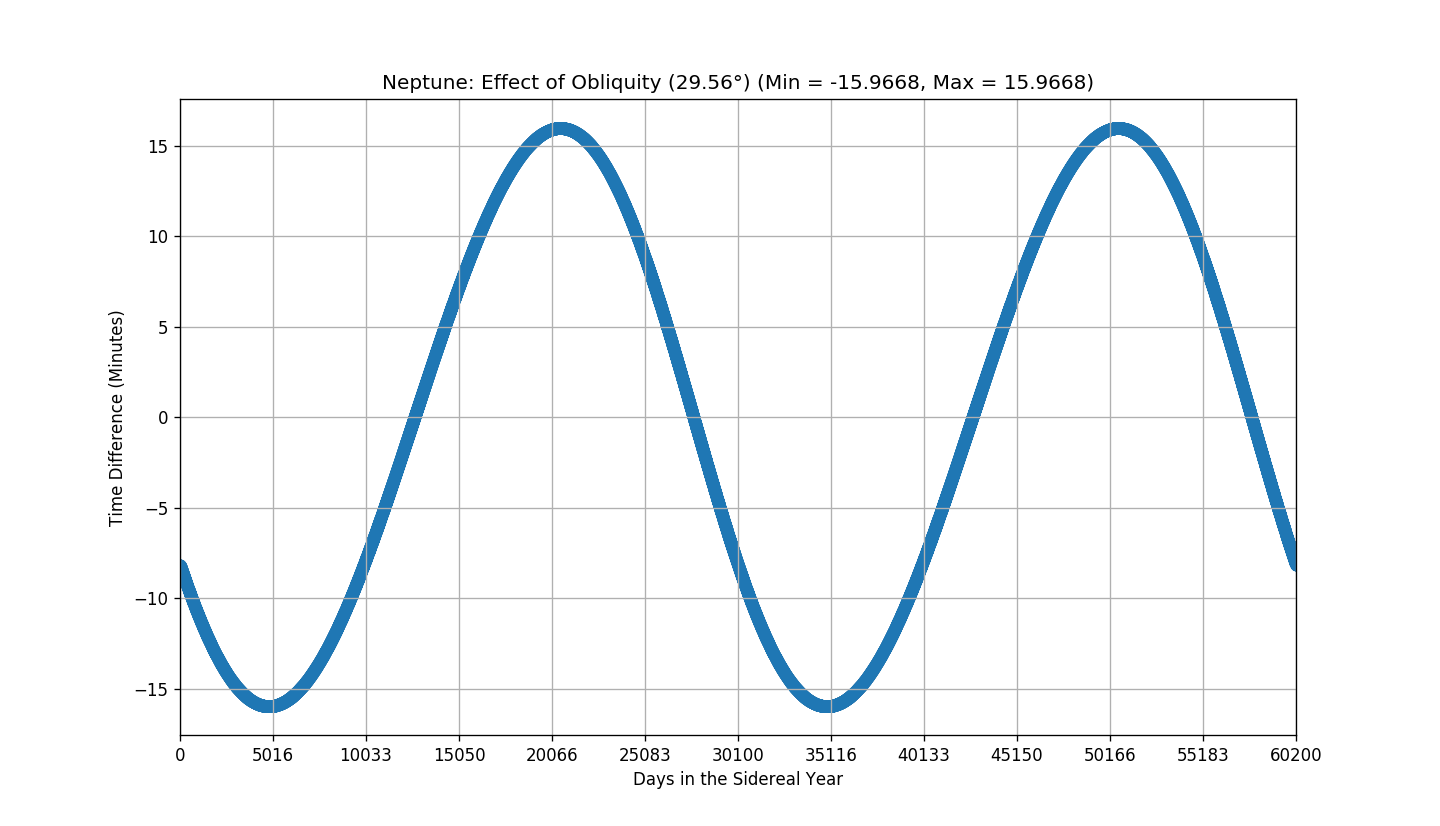 Neptune: Effect of Obliquity (29.56°) (Min = -15.9668, Max = 15.9668)
Time Difference (Minutes)
15
10
5
0
−5
−10
−15
0 5016 10033 15050 20066 25083 30100 35116 40133 45150 50166 55183 60200
Days in the Sidereal Year